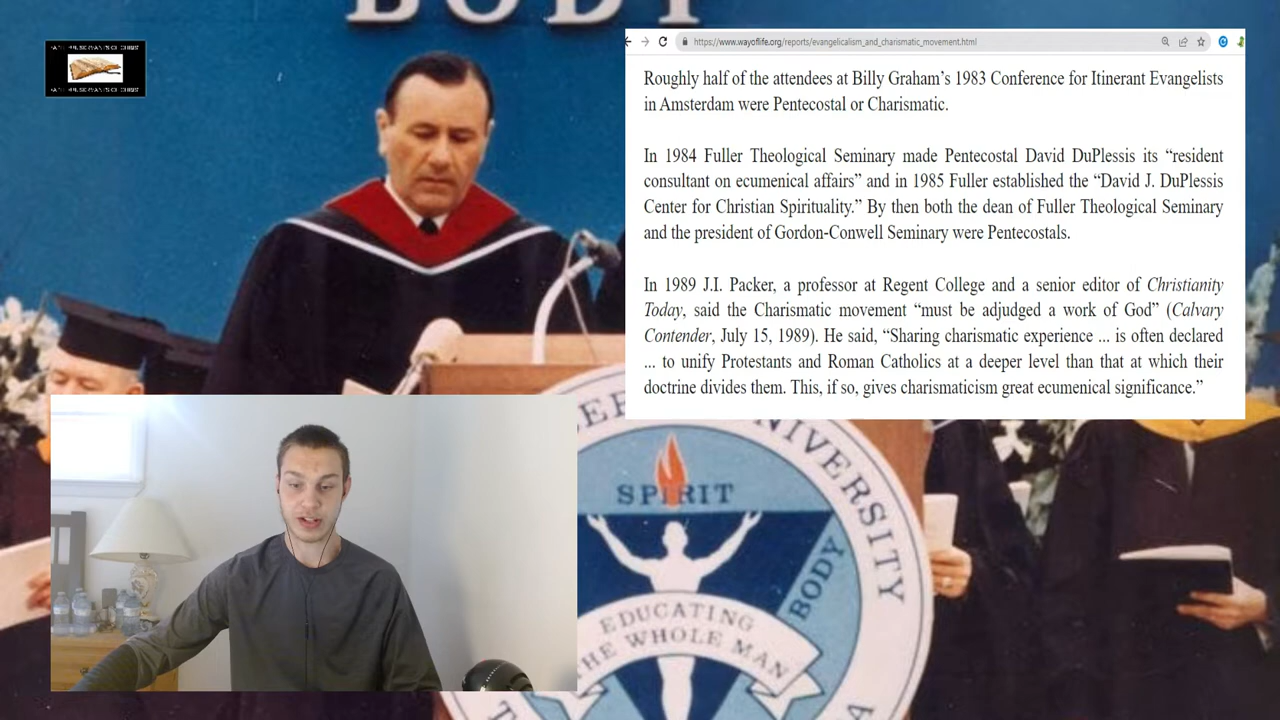 BODY
https://www.wayoflife.org/reports/evangelicalism_and_charismatic_movement.html
Roughly half of the attendees at Billy Graham’s 1983 Conference for Itinerant Evangelists
in Amsterdam were Pentecostal or Charismatic.
In 1984 Fuller Theological Seminary made Pentecostal David DuPlessis its “resident
consultant on ecumenical affairs” and in 1985 Fuller established the “David J. DuPlessis
Center for Christian Spirituality.” By then both the dean of Fuller Theological Seminary
and the president of Gordon-Conwell Seminary were Pentecostals.
In 1989 J.I. Packer, a professor at Regent College and a senior editor of Christianity
Today, said the Charismatic movement “must be adjudged a work of God” (Calvary
Contender, July 15, 1989). He said, “Sharing charismatic experience ... is often declared
... to unify Protestants and Roman Catholics at a deeper level than that at which their
doctrine divides them. This, if so, gives charismaticism great ecumenical significance.”
UNIVERSITY
SPIRIT
BODY
EDUCATING
THE WHOLE MAN